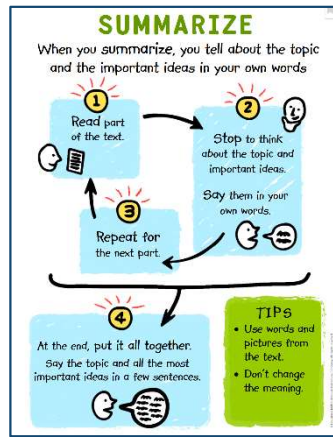 SUMMARIZE
When you summarize, you tell about the topic
and the important ideas in your own words
1
Read part
of the text.
2
Stop to think
about the topic and
important ideas.
Say them in your
own words.
3
Repeat for
the next part.
4
At the end, put it all together.
Say the topic and all the most
important ideas in a few sentences.
TIPS
• Use words and
pictures from
the text.
• Don't change
the meaning.